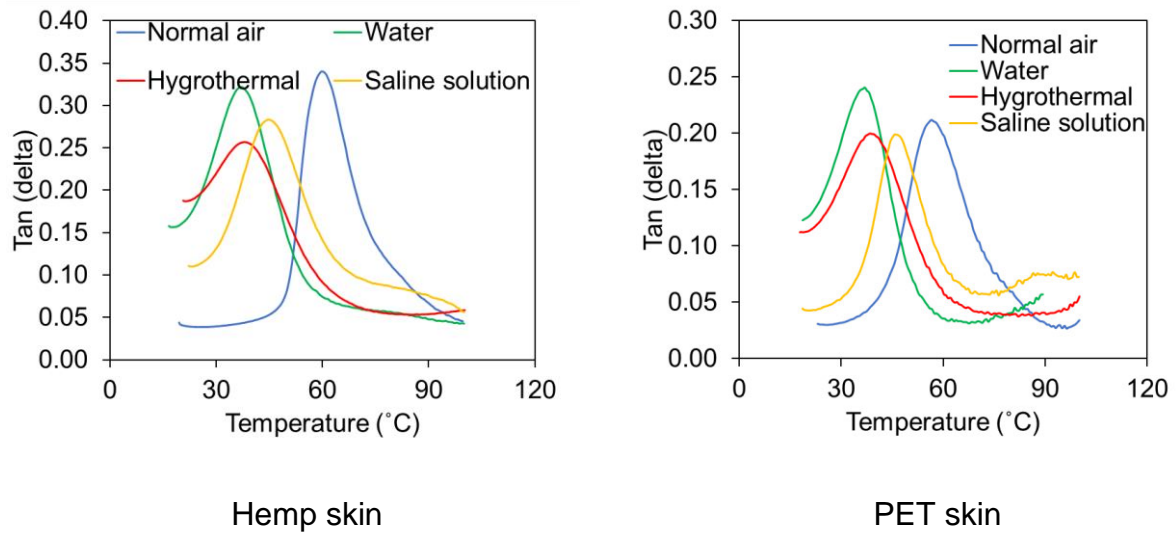 0.40
0.35
0.30
0.25
0.20
0.15
0.10
0.05
0.00
Tan (delta)
Normal air
Water
Hygrothermal
Saline solution
0
30
60
90
120
Temperature (˚C)
Hemp skin
0.30
0.25
0.20
0.15
0.10
0.05
0.00
Tan (delta)
Normal air
Water
Hygrothermal
Saline solution
0
30
60
90
120
Temperature (˚C)
PET skin